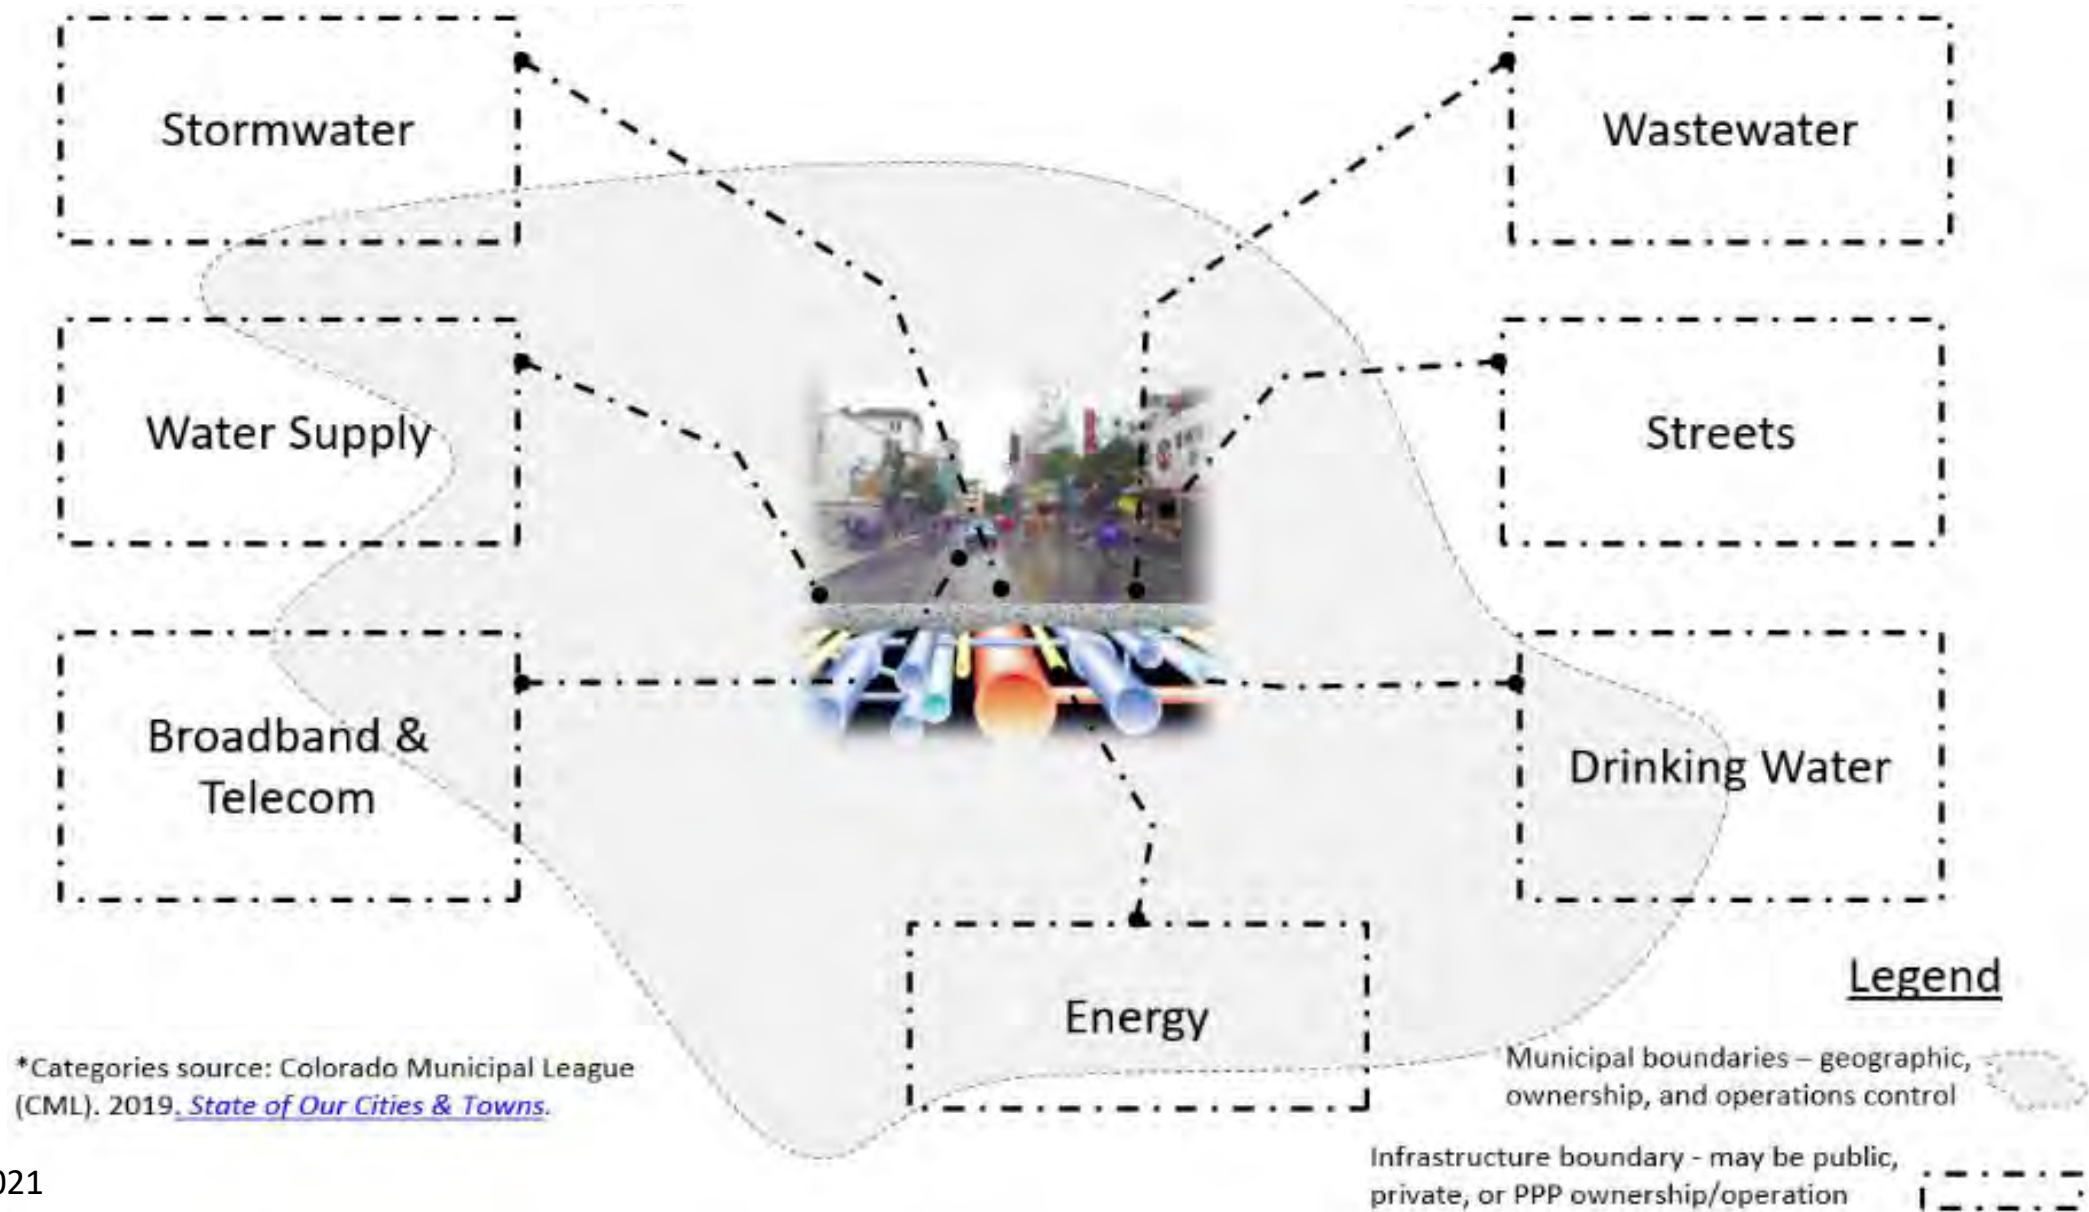 Stormwater
Wastewater
Water Supply
Streets
Broadband &
Telecom
Drinking Water
Energy
Legend
*Categories source: Colorado Municipal League
(CML). 2019. State of Our Cities & Towns.
Municipal boundaries – geographic,
ownership, and operations control
Infrastructure boundary - may be public,
private, or PPP ownership/operation
021